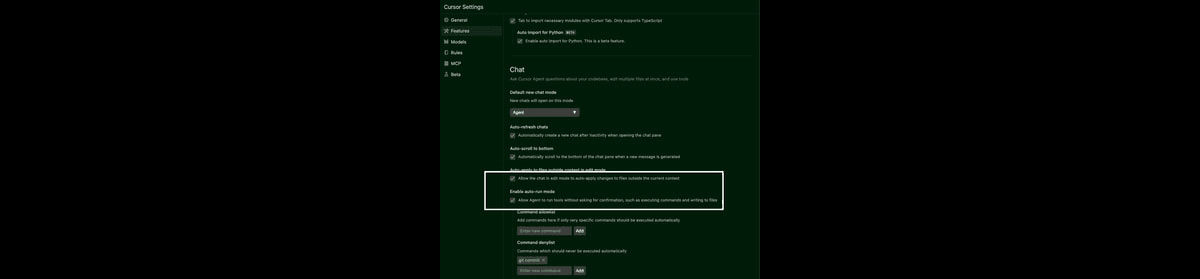 Cursor Settings
General
Features
Models
Rules
MCP
Beta
Tab to import necessary modules with Cursor Tab. Only supports TypeScript
Auto Import for Python BETA
Enable auto import for Python. This is a beta feature.
Chat
Ask Cursor Agent questions about your codebase, edit multiple files at once, and use tools
Default new chat mode
New chats will open on this mode
Agent
Auto-refresh chats
Automatically create a new chat after inactivity when opening the chat pane
Auto-scroll to bottom
Automatically scroll to the bottom of the chat pane when a new message is generated
Auto-apply to files outside context in edit mode
Allow the chat in edit mode to auto-apply changes to files outside the current context
Enable auto-run mode
Allow Agent to run tools without asking for confirmation, such as executing commands and writing to files
Command allowlist
Add commands here if only very specific commands should be executed automatically
Enter new command
Add
Command denylist
Commands which should never be executed automatically
git commit
Enter new command
Add